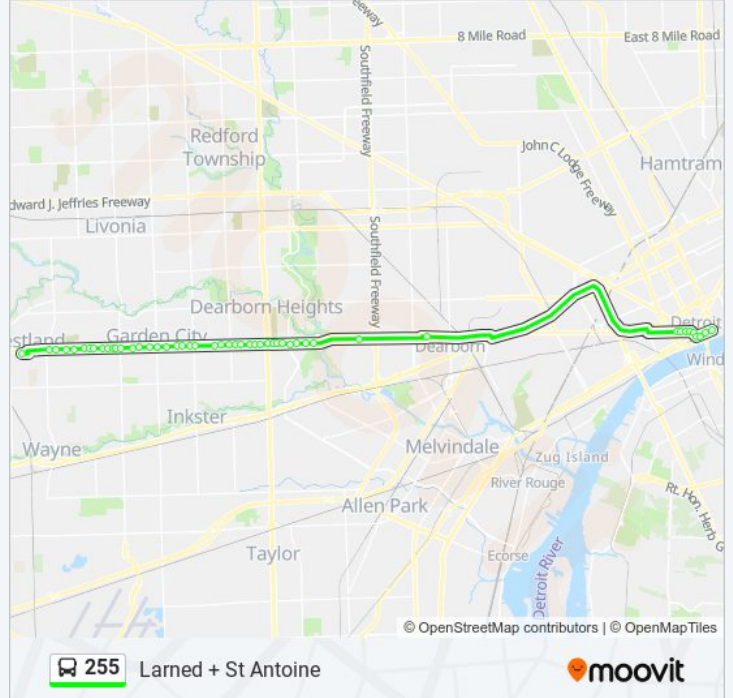 eeway
8 Mile Road
East 8 Mile Road
Southfield Freeway
Redford
Township
John C Lodge Freeway
Hamtram
dward J. Jeffries Freeway
Livonia
Southfield Freeway
Dearborn Heights
estland
Garden City
Detroit
Dearborn
Wind
Inkster
Wayne
Melvindale
Zug Island
River Rouge
Allen Park
Rt. Hon. Herb G
Taylor
Ecorse
Detroit River
© OpenStreetMap contributors | © OpenMapTiles
255 Larned + St Antoine
moovit